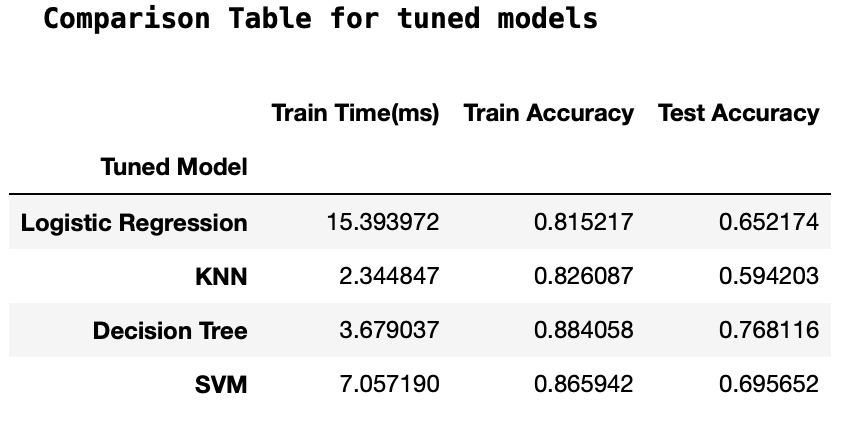 Comparison Table for tuned models
Train Time(ms) Train Accuracy Test Accuracy
Tuned Model
Logistic Regression 15.393972 0.815217 0.652174
KNN 2.344847 0.826087 0.594203
Decision Tree 3.679037 0.884058 0.768116
SVM 7.057190 0.865942 0.695652